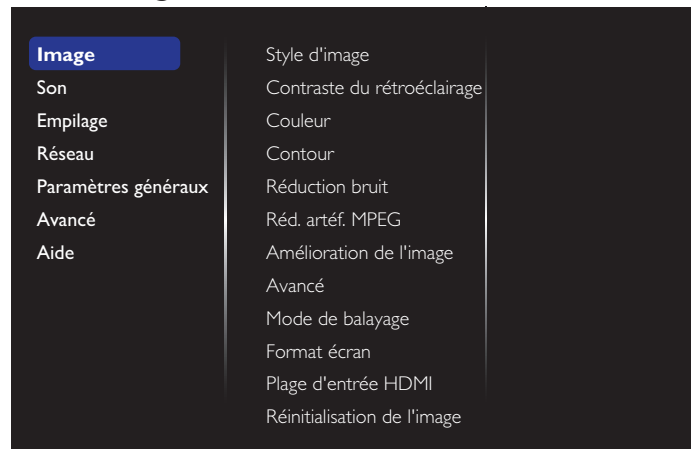 Image
Son
Empilage
Réseau
Paramètres généraux
Avancé
Aide
Style d'image
Contraste du rétroéclairage
Couleur
Contour
Réduction bruit
Réd. artéf. MPEG
Amélioration de l'image
Avancé
Mode de balayage
Format écran
Plage d'entrée HDMI
Réinitialisation de l'image